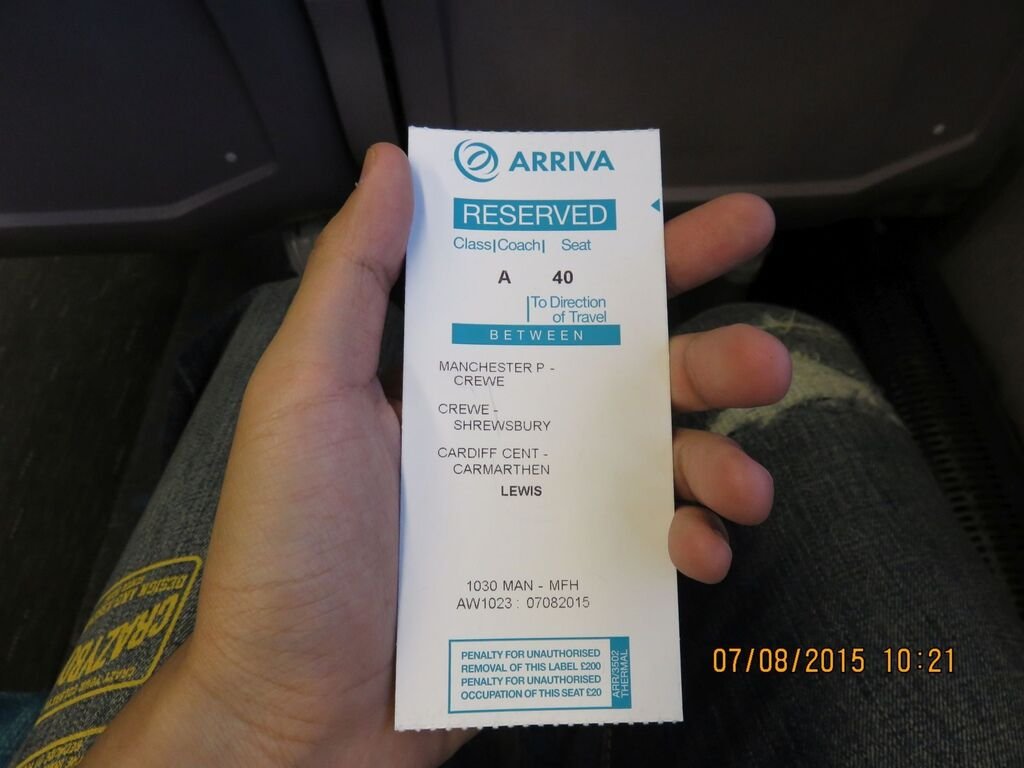 ARRIVA
RESERVED
Class|Coach| Seat
A 40
To Direction
of Travel
BETWEEN
MANCHESTER P -
CREWE
CREWE -
SHREWSBURY
CARDIFF CENT -
CARMARTHEN
LEWIS
1030 MAN - MFH
AW1023 : 07082015
PENALTY FOR UNAUTHORISED
REMOVAL OF THIS LABEL £200
PENALTY FOR UNAUTHORISED
OCCUPATION OF THIS SEAT £20
ARR/3502
THERMAL
07/08/2015 10:21